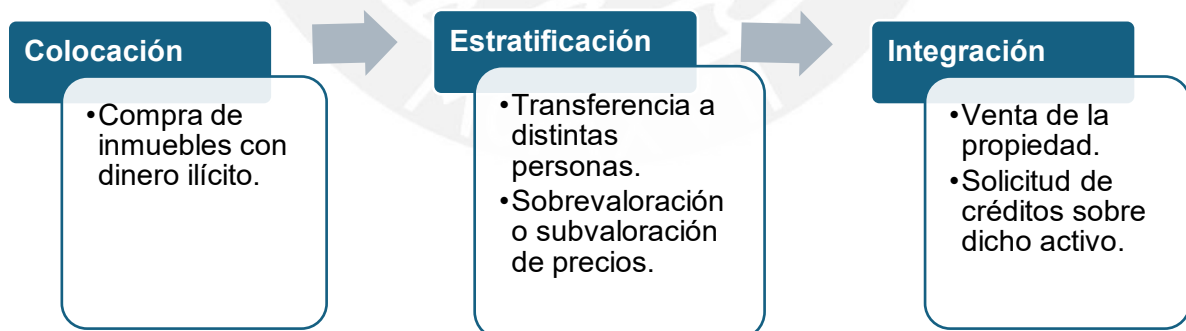 Colocación
•Compra de
inmuebles con
dinero ilícito.
Estratificación
•Transferencia a
distintas
personas.
•Sobrevaloración
o subvaloración
de precios.
Integración
•Venta de la
propiedad.
•Solicitud de
créditos sobre
dicho activo.